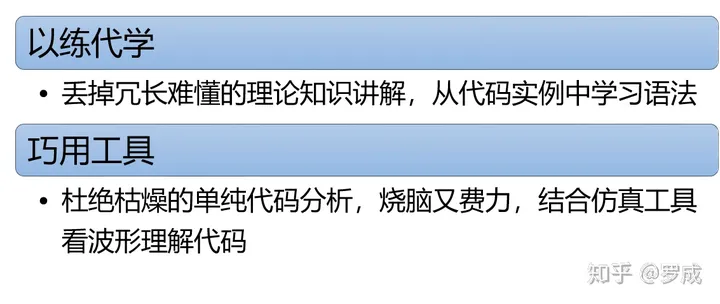 以练代学
• 丢掉冗长难懂的理论知识讲解，从代码实例中学习语法
巧用工具
• 杜绝枯燥的单纯代码分析，烧脑又费力，结合仿真工具
看波形理解代码
知乎 @罗成